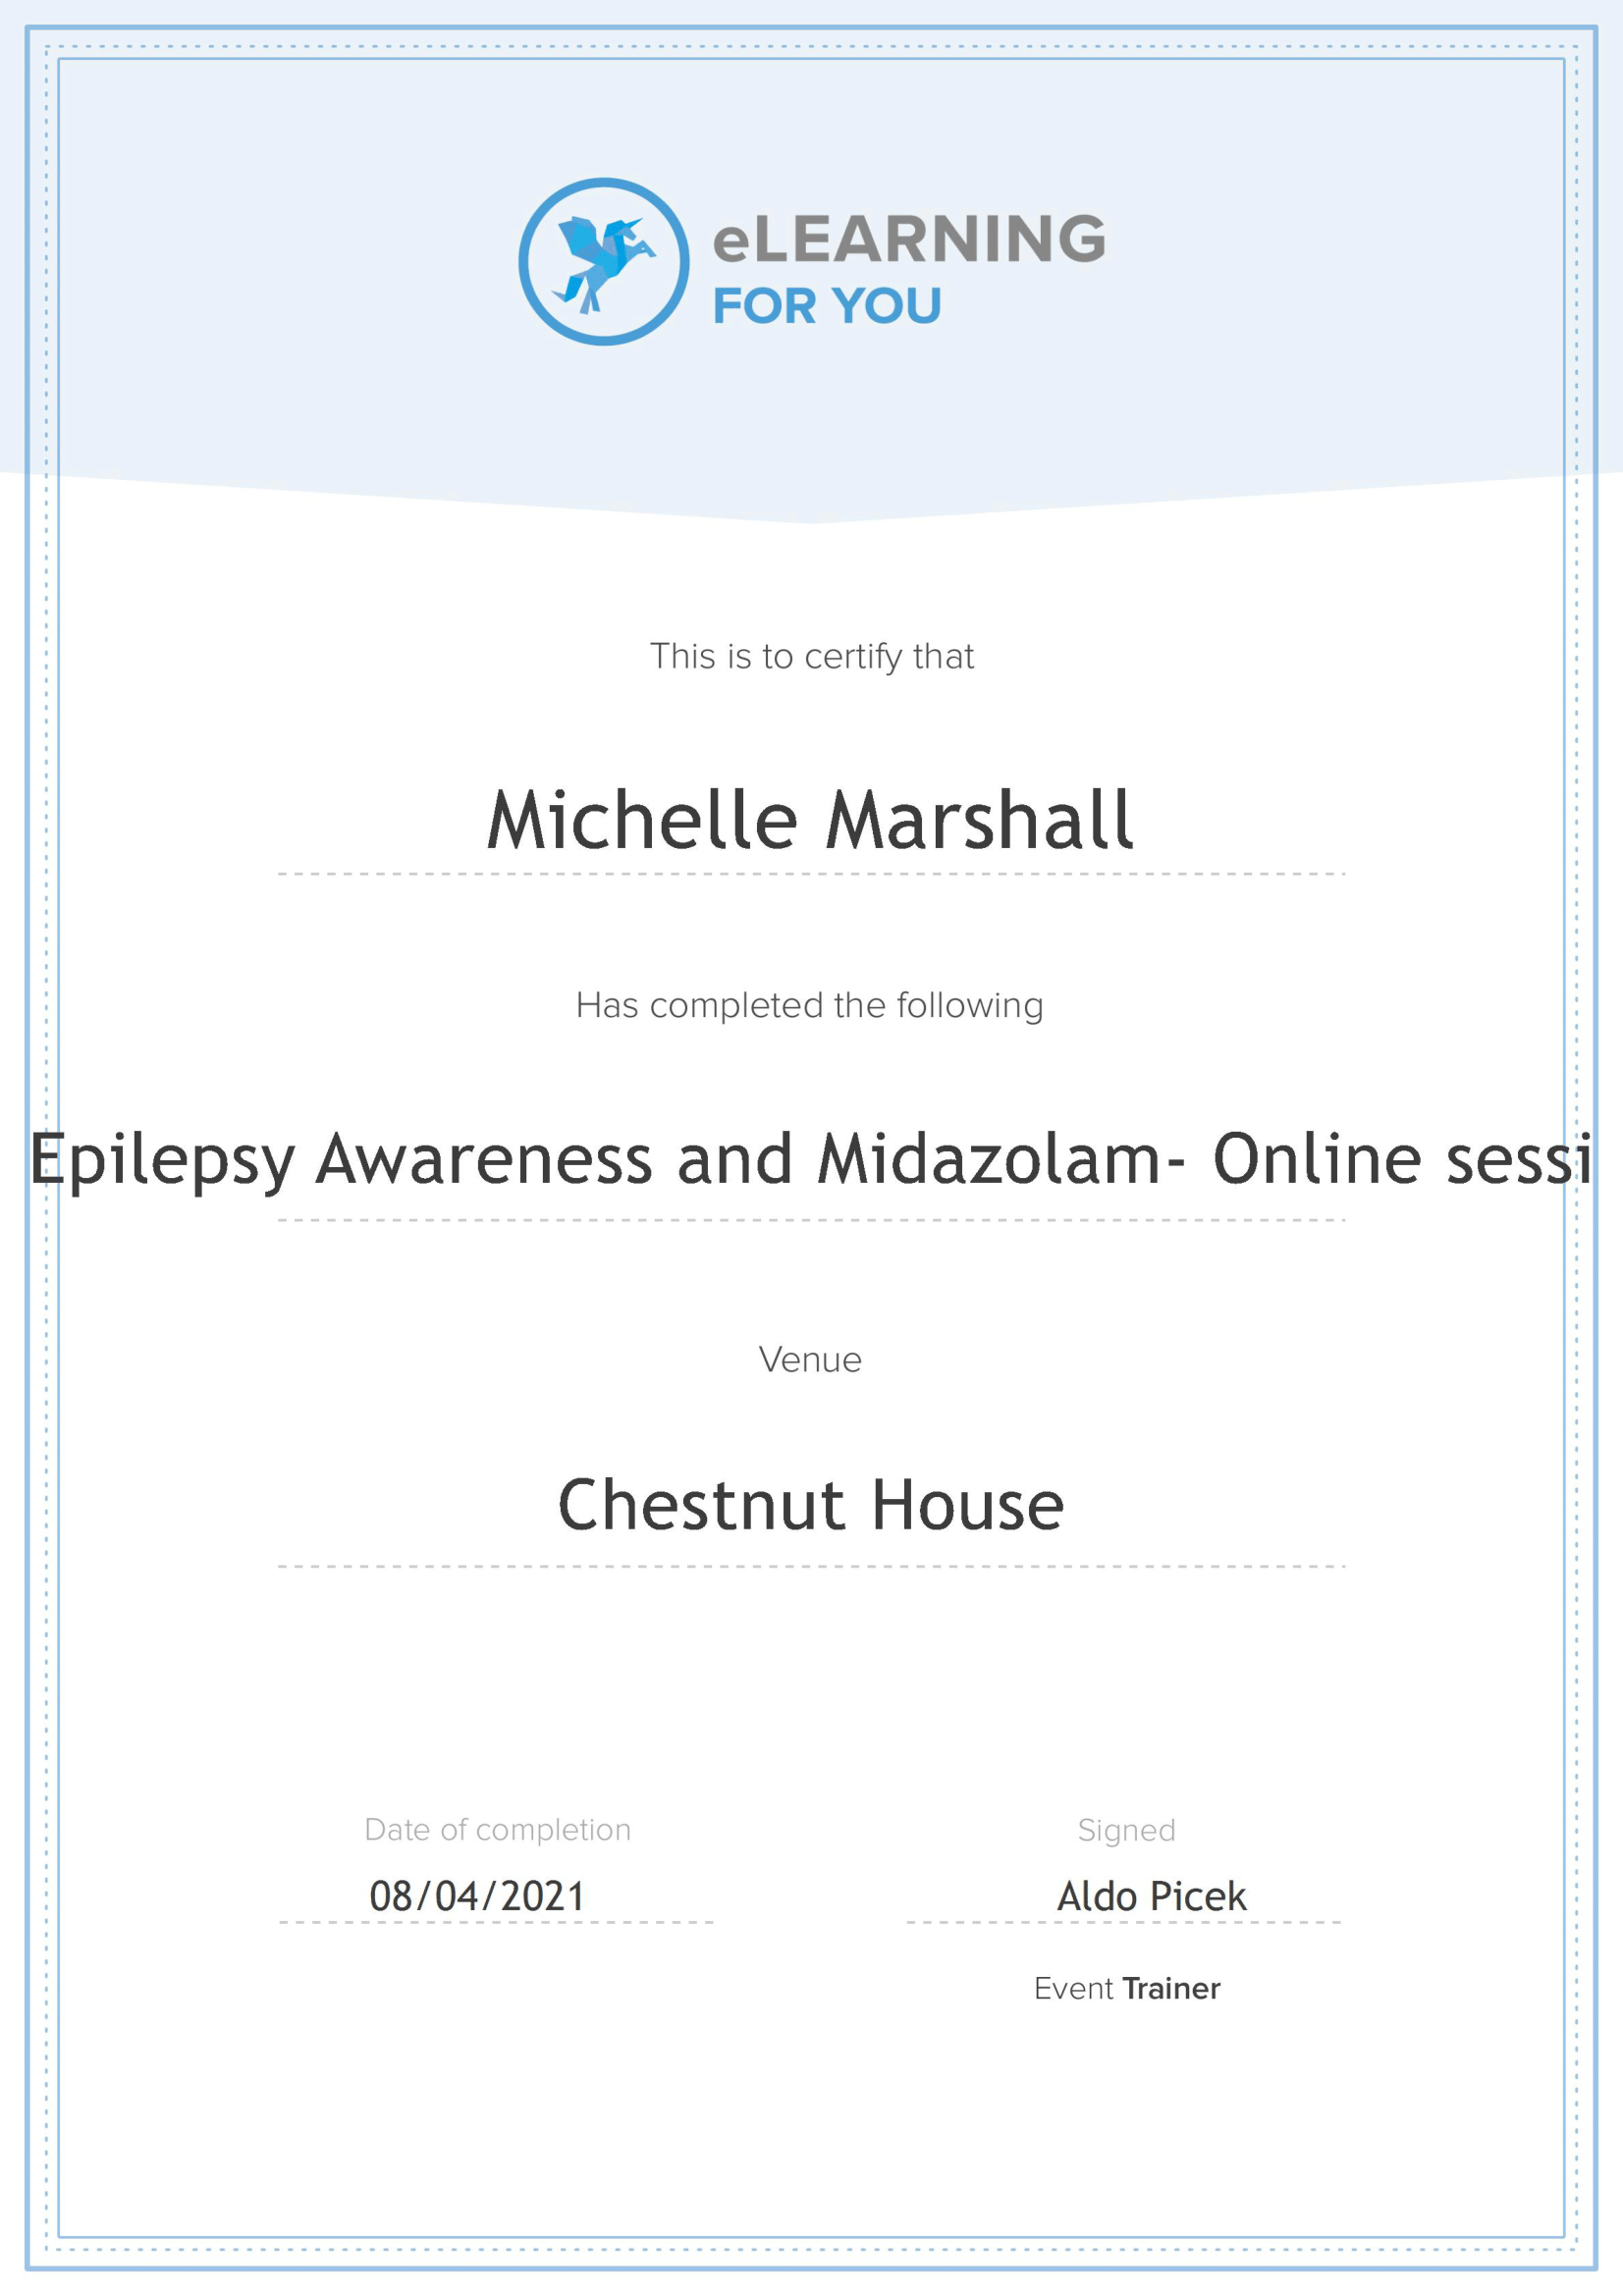 eLEARNING
FOR YOU
This is to certify that
Michelle Marshall
Has completed the following
Epilepsy Awareness and Midazolam- Online sessi
Venue
Chestnut House
Date of completion
Signed
08/04/2021
Aldo Picek
Event Trainer